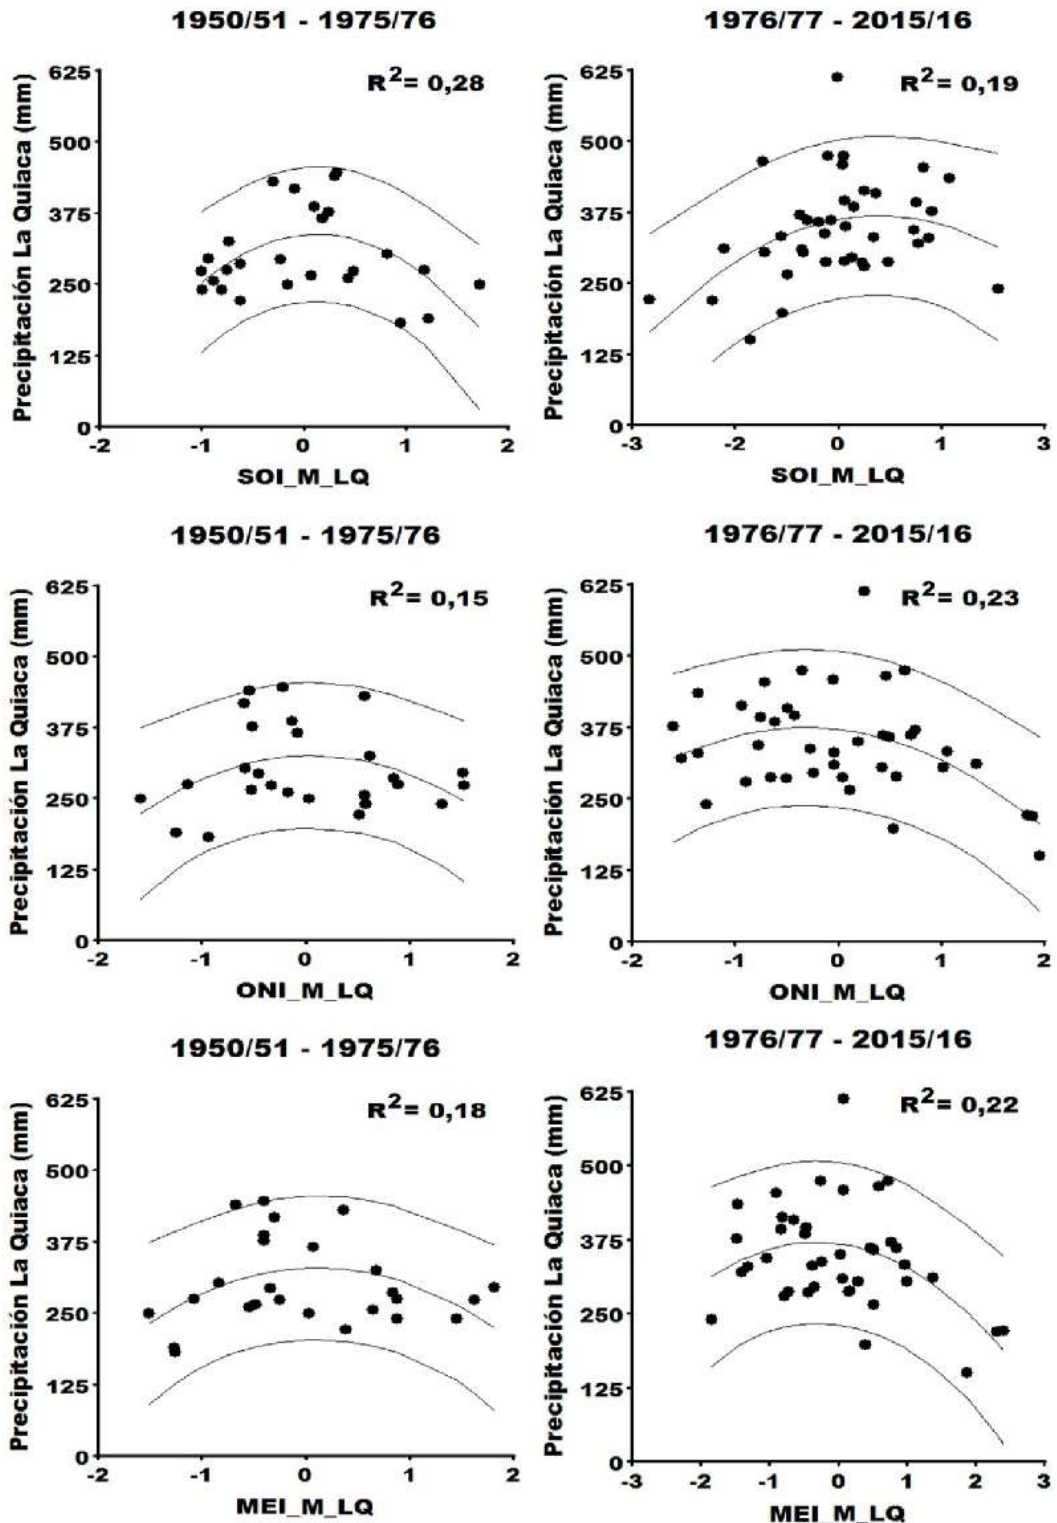 1950/51 - 1975/76
R2= 0,28
Precipitación La Quiaca (mm)
625
500
375
250
125
0
-2 -1 0 1 2
SOI_M_LQ
1976/77 - 2015/16
R2= 0,19
Precipitación La Quiaca (mm)
625
500
375
250
125
0
-3 -2 0 1 3
SOI_M_LQ
1950/51 - 1975/76
R2= 0,15
Precipitación La Quiaca (mm)
625
500
375
250
125
0
-2 -1 0 1 2
ONI_M_LQ
1976/77 - 2015/16
R2= 0,23
Precipitación La Quiaca (mm)
625
500
375
250
125
0
-2 -1 0 1 2
ONI_M_LQ
1950/51 - 1975/76
R2= 0,18
Precipitación La Quiaca (mm)
625
500
375
250
125
0
-2 -1 0 1 2
MEI_M_LQ
1976/77 - 2015/16
R2= 0,22
Precipitación La Quiaca (mm)
625
500
375
250
125
0
-3 -2 -1 0 1 2 3
MEI_M_LQ